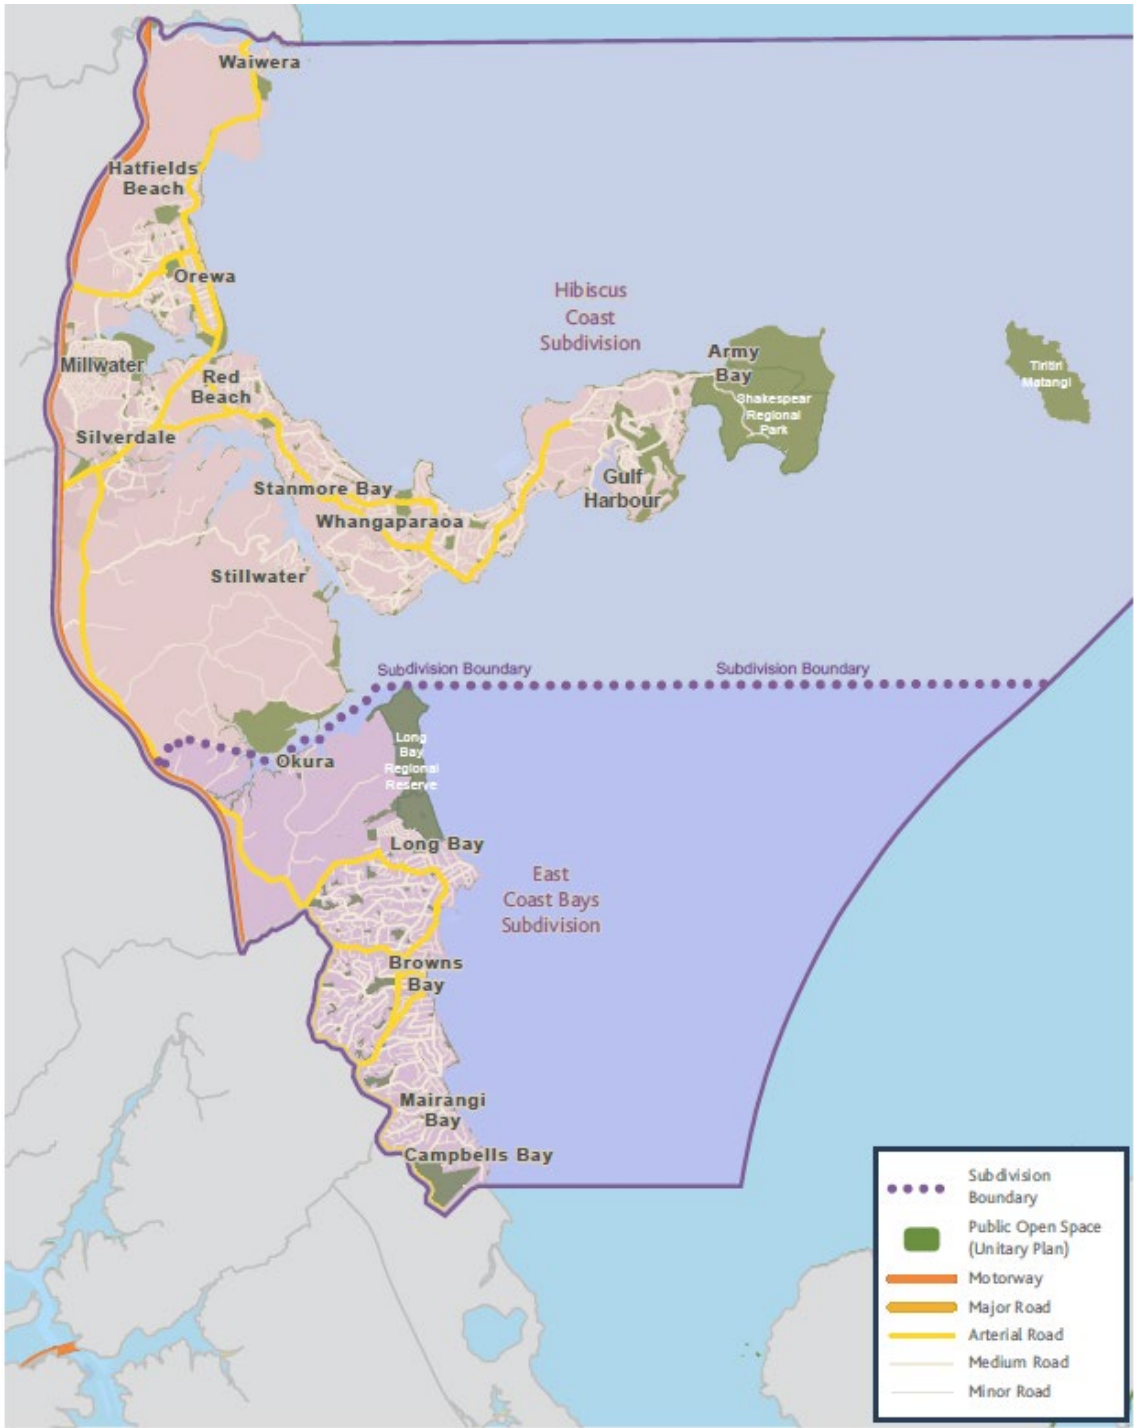 Waiwera
Hatfields
Beach
Orewa
Hibiscus
Coast
Subdivision
Millwater
Red
Beach
Army
Bay
Shakespear
Regional
Park
Tiritiri
Matangi
Silverdale
Stanmore Bay
Gulf
Harbour
Whangaparaoa
Stillwater
Subdivision Boundary
Subdivision Boundary
Okura
Long
Bay
Regional
Reserve
Long Bay
East
Coast Bays
Subdivision
Browns
Bay
Mairangi
Bay
Campbells Bay
Subdivision
Boundary
Public Open Space
(Unitary Plan)
Motorway
Major Road
Arterial Road
Medium Road
Minor Road